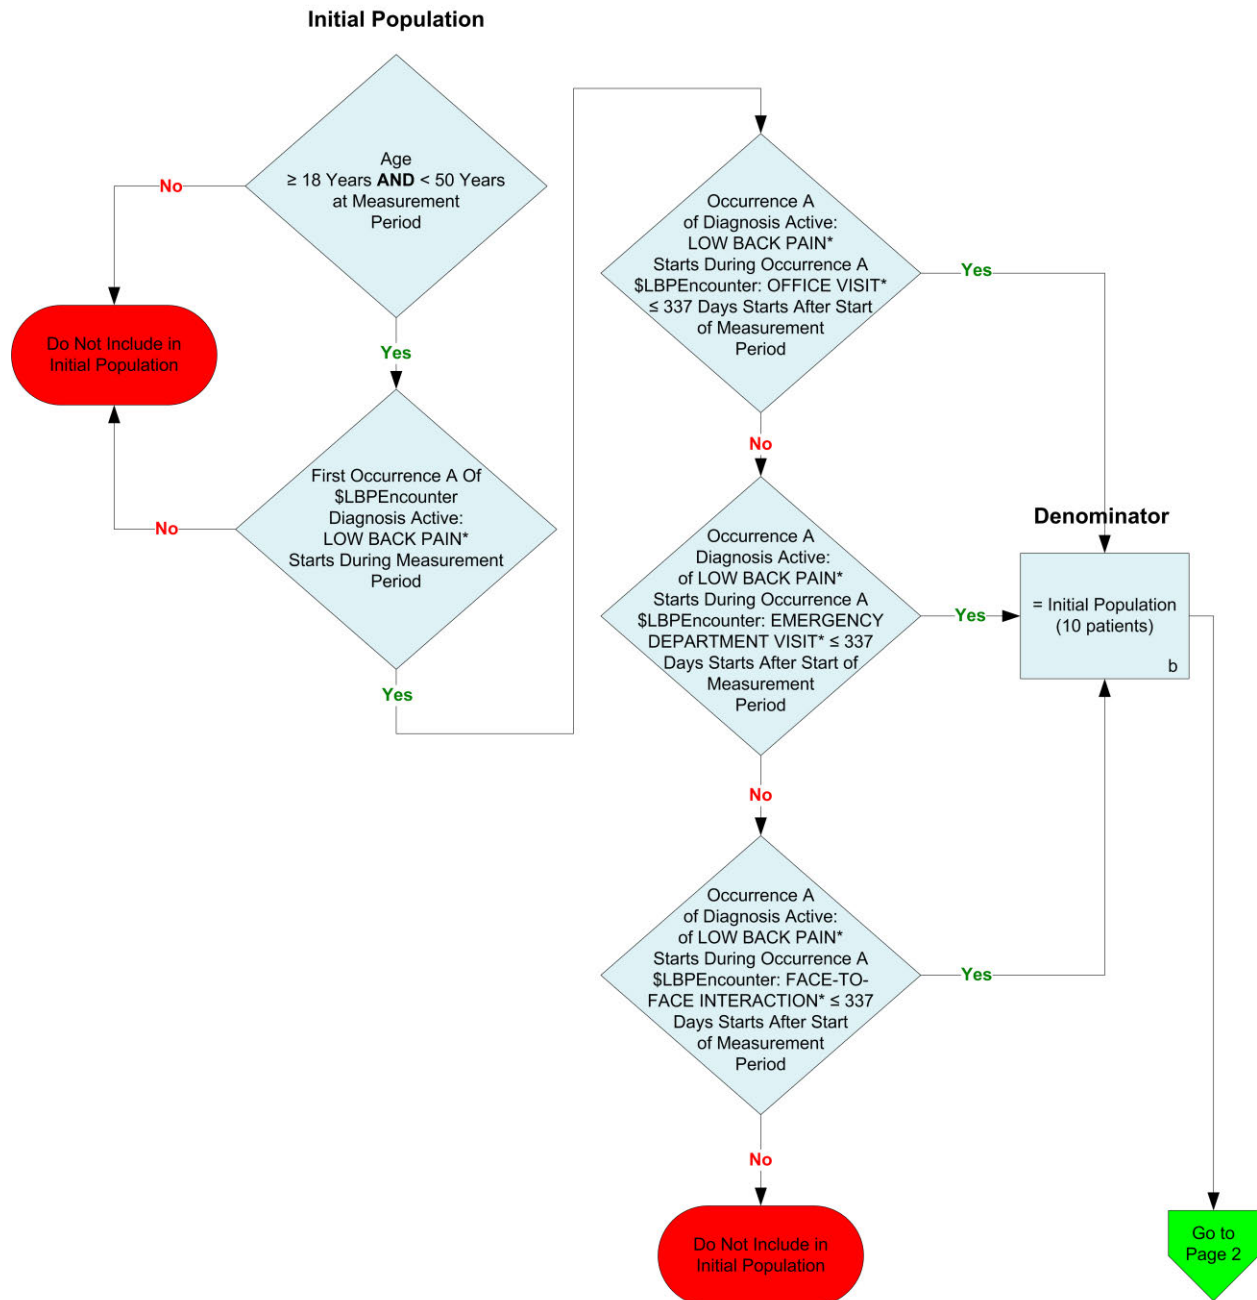 Initial Population
Age
≥ 18 Years AND < 50 Years
at Measurement
Period
No
Do Not Include in
Initial Population
Yes
First Occurrence A Of
$LBPEncounter
Diagnosis Active:
LOW BACK PAIN*
Starts During Measurement
Period
No
Yes
Occurrence A
of Diagnosis Active:
LOW BACK PAIN*
Starts During Occurrence A
$LBPEncounter: OFFICE VISIT*
≤ 337 Days Starts After Start
of Measurement
Period
Yes
No
Occurrence A
Diagnosis Active:
of LOW BACK PAIN*
Starts During Occurrence A
$LBPEncounter: EMERGENCY
DEPARTMENT VISIT* ≤ 337
Days Starts After Start of
Measurement
Period
Yes
No
Occurrence A
of Diagnosis Active:
of LOW BACK PAIN*
Starts During Occurrence A
$LBPEncounter: FACE-TO-
FACE INTERACTION* ≤ 337
Days Starts After Start
of Measurement
Period
Yes
No
Do Not Include in
Initial Population
Denominator
= Initial Population
(10 patients)
b
Go to
Page 2